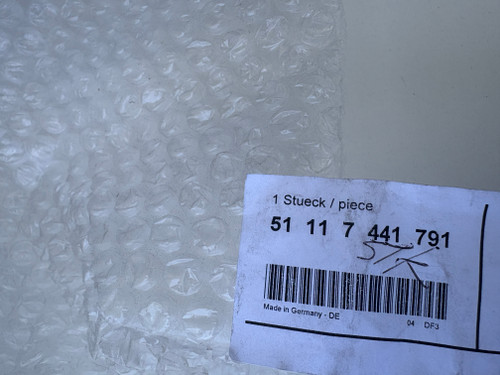 1 Stueck / piece
51 11 7 441 791
Made in Germany - DE 04 DF3